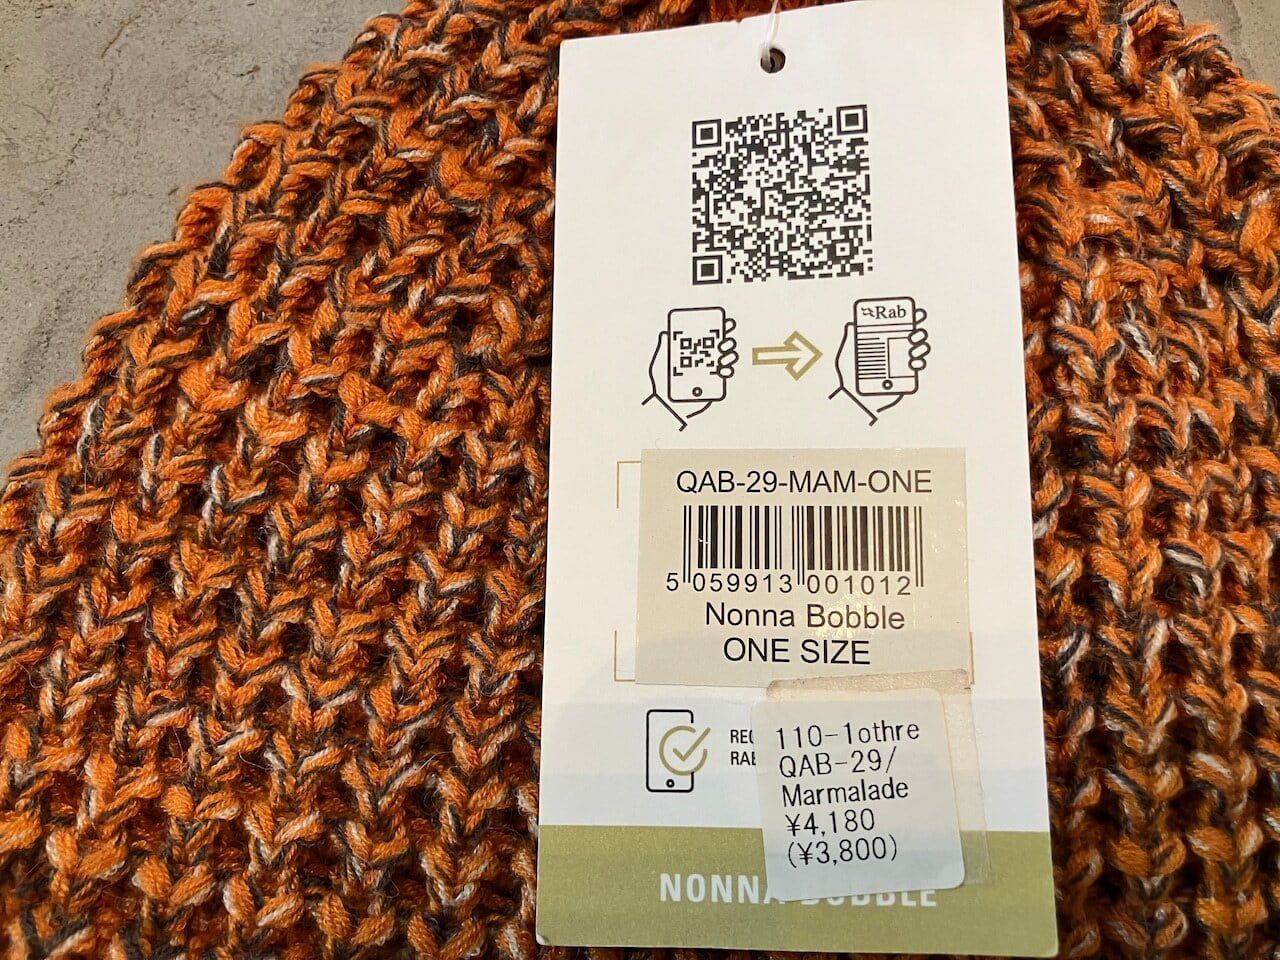 Rab
QAB-29-MAM-ONE
5 059913 001012
Nonna Bobble
ONE SIZE
110-1othre
QAB-29/
Marmalade
¥4,180
(¥3,800)
NONNA BOBBLE